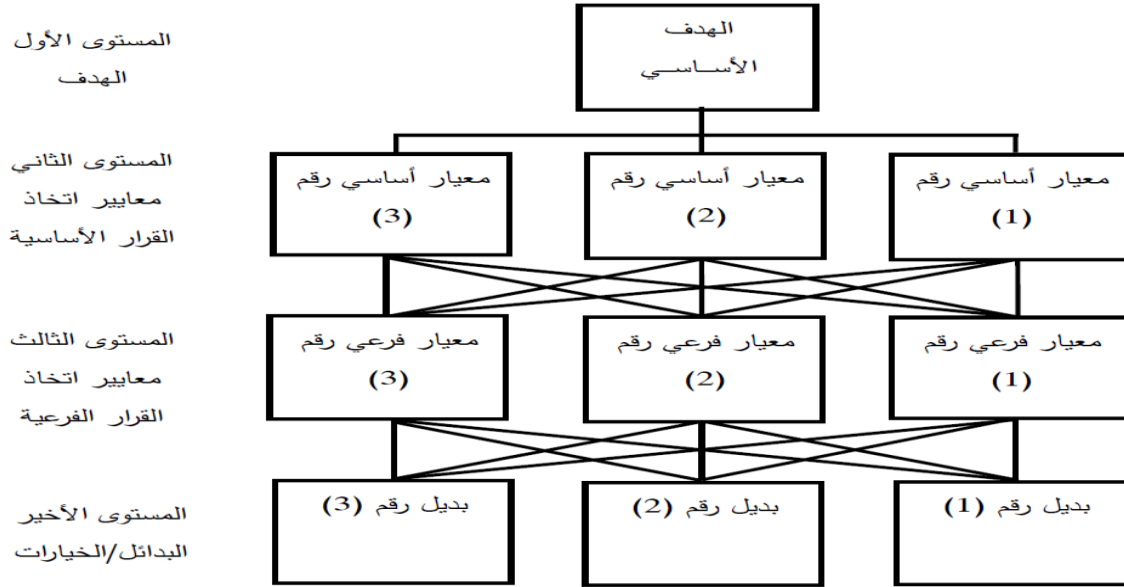 المستوى الأول
الهدف
الهدف
الأساسي
المستوى الثاني
معايير اتخاذ
القرار الأساسية
معيار أساسي رقم
(1)
معيار أساسي رقم
(2)
معيار أساسي رقم
(3)
المستوى الثالث
معايير اتخاذ
القرار الفرعية
معيار فرعي رقم
(1)
معيار فرعي رقم
(2)
معيار فرعي رقم
(3)
المستوى الأخير
البدائل/الخيارات
بديل رقم (1)
بديل رقم (2)
بديل رقم (3)